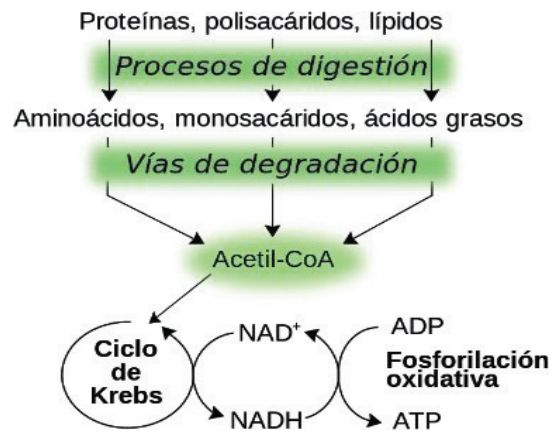 Proteínas, polisacáridos, lípidos
Procesos de digestión
Aminoácidos, monosacáridos, ácidos grasos
Vías de degradación
Acetil-CoA
Ciclo
de
Krebs
NAD⁺
NADH
ADP
Fosforilación
oxidativa
ATP